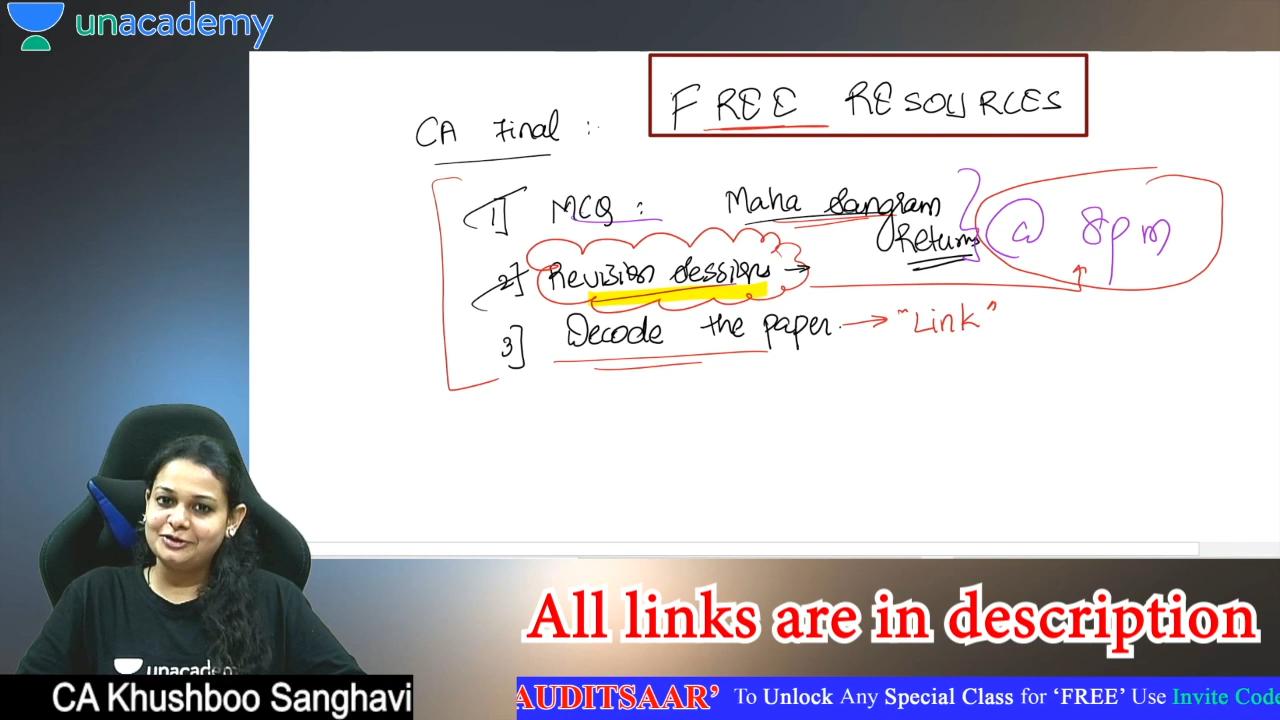 unacademy
FREE RESOURCES
CA Final :
1] MCQ : Maha Sangram
Returns @ 8pm
2] Revision sessions →
3] Decode the paper → "Link"
All links are in description
unacademy
CA Khushboo Sanghavi
AUDITSAAR’ To Unlock Any Special Class for ‘FREE’ Use Invite Code